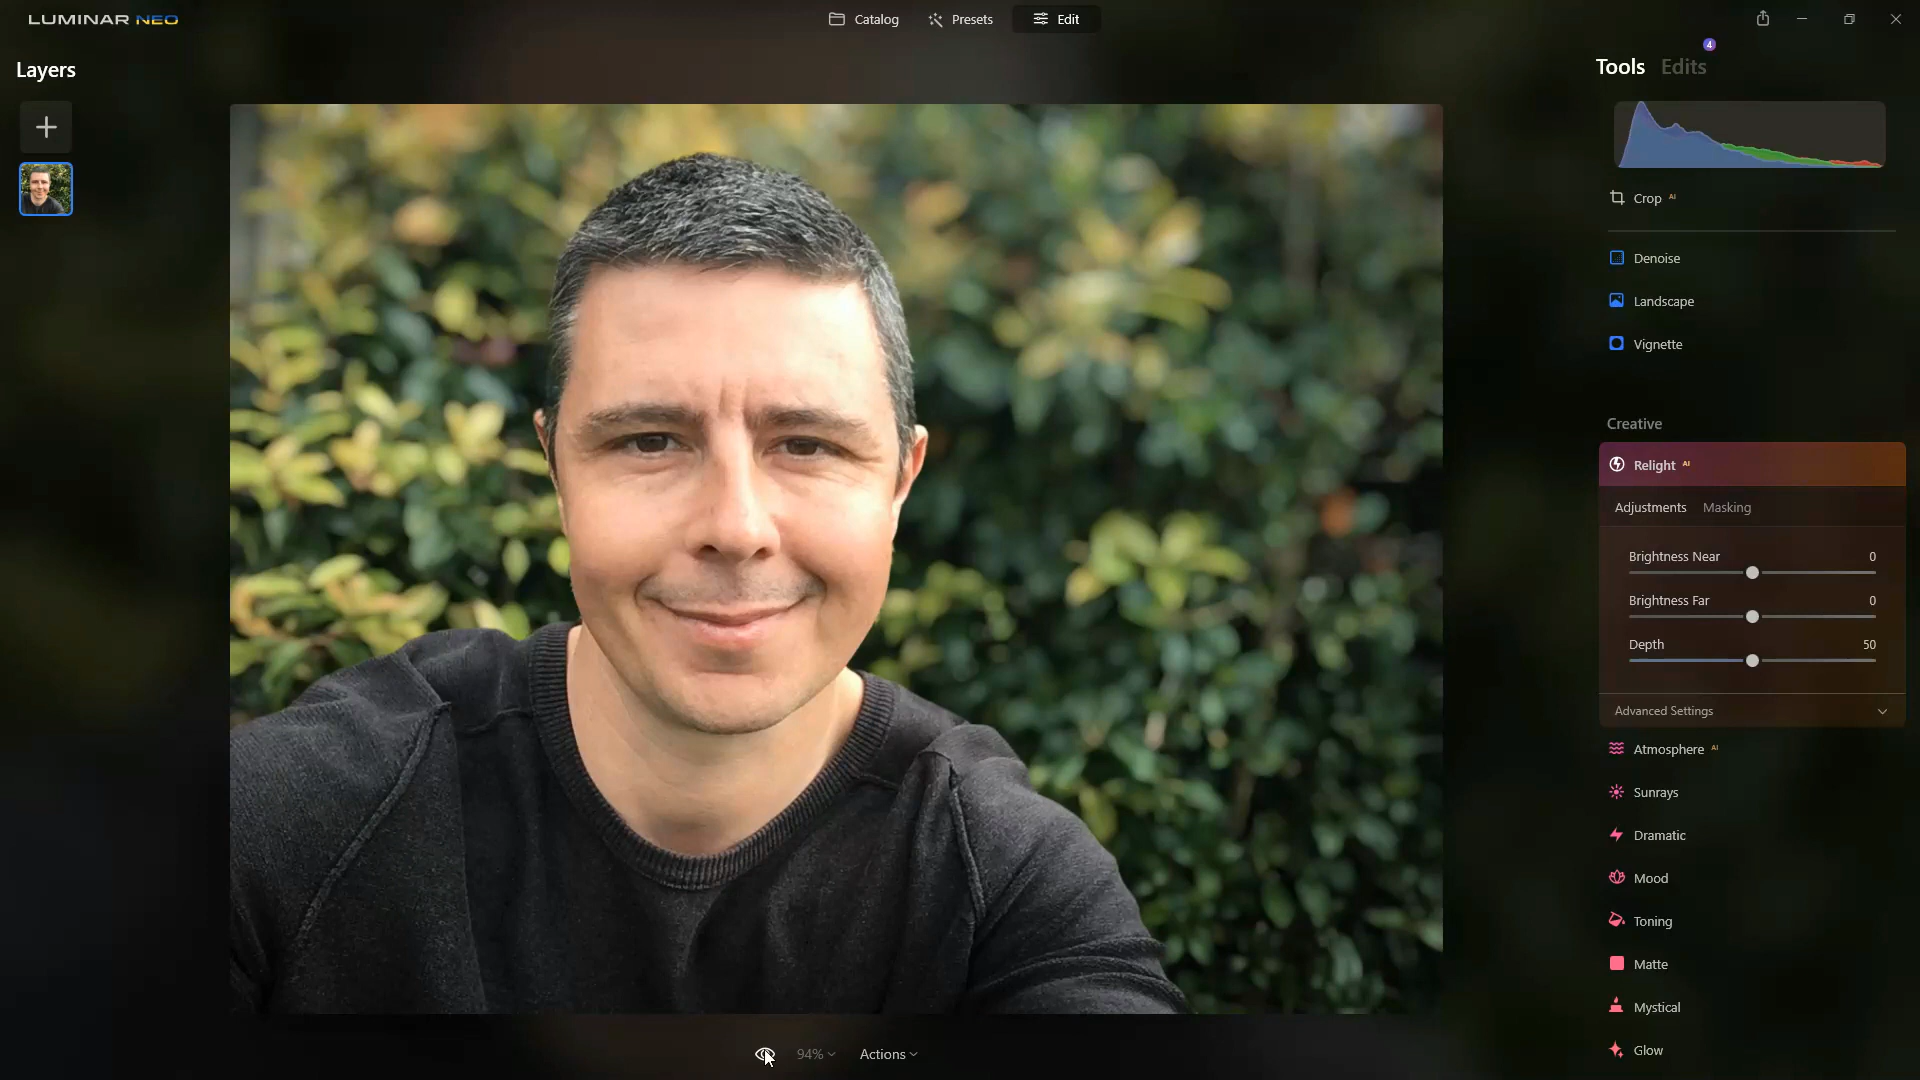 LUMINAR NEO
Catalog
Presets
Edit
Layers
4
Tools
Edits
Crop AI
Denoise
Landscape
Vignette
Creative
Relight AI
Adjustments
Masking
Brightness Near 0
Brightness Far 0
Depth 50
Advanced Settings
Atmosphere AI
Sunrays
Dramatic
Mood
Toning
Matte
Mystical
Glow
94%
Actions